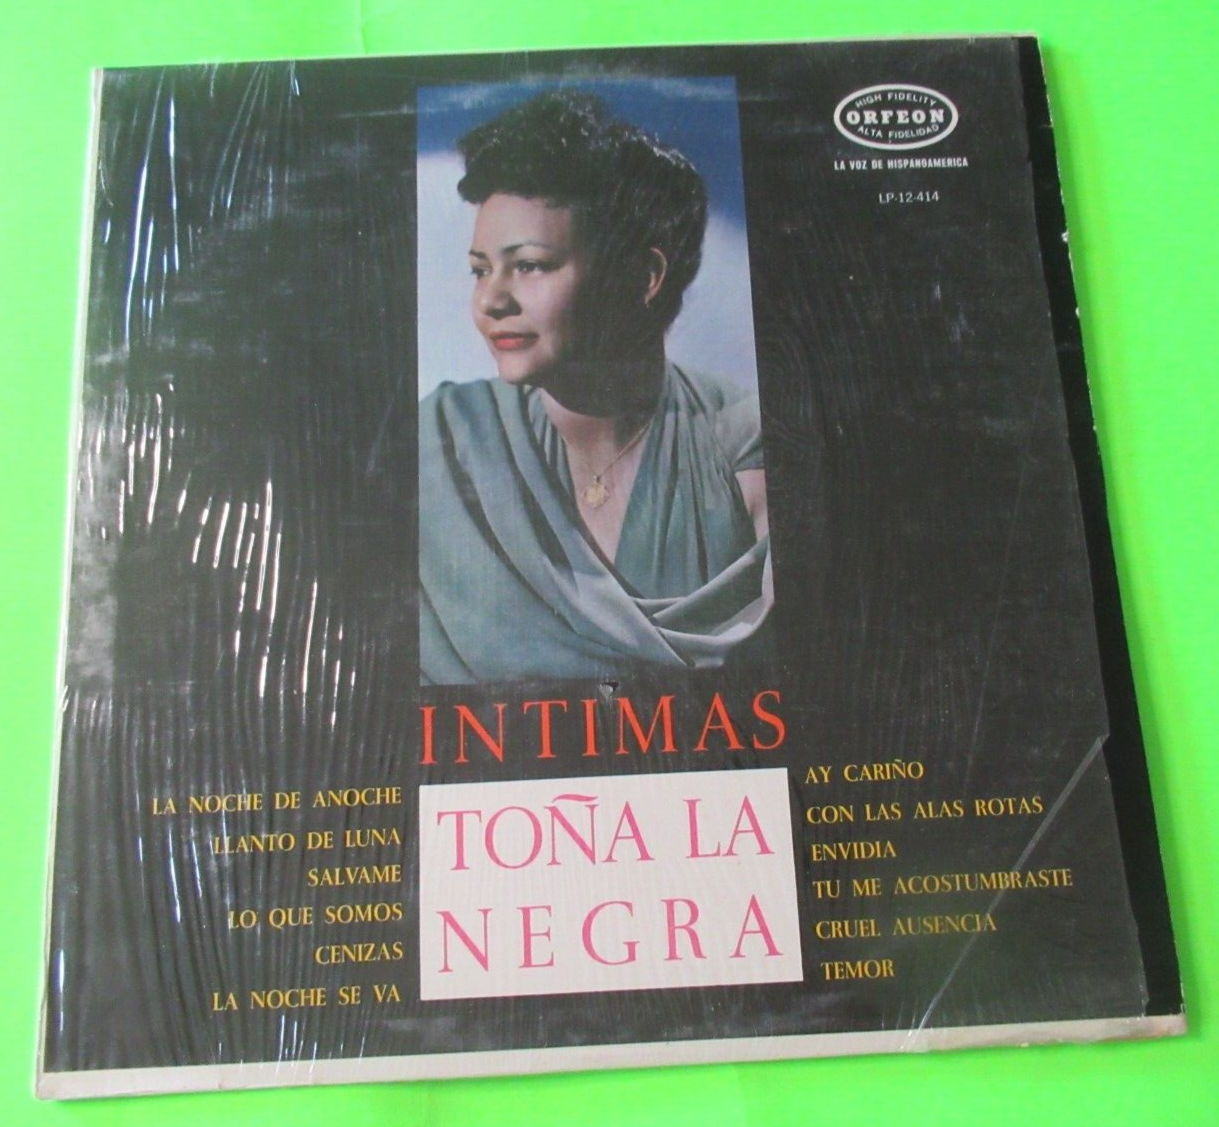 HIGH FIDELITY
ORFEON
ALTA FIDELIDAD
LA VOZ DE HISPANOAMERICA
LP-12-414
INTIMAS
TOÑA LA
NEGRA
LA NOCHE DE ANOCHE
LLANTO DE LUNA
SALVAME
LO QUE SOMOS
CENIZAS
LA NOCHE SE VA
AY CARIÑO
CON LAS ALAS ROTAS
ENVIDIA
TU ME ACOSTUMBRASTE
CRUEL AUSENCIA
TEMOR